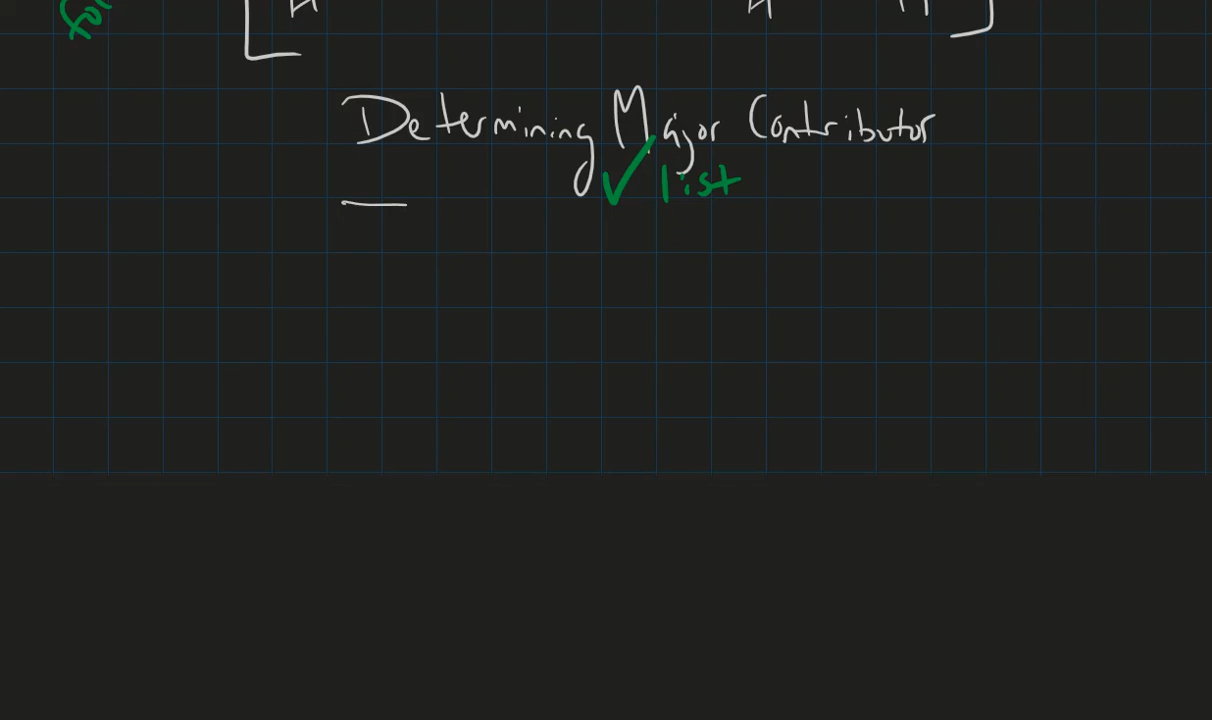 Determining Major Contributor
✓ list